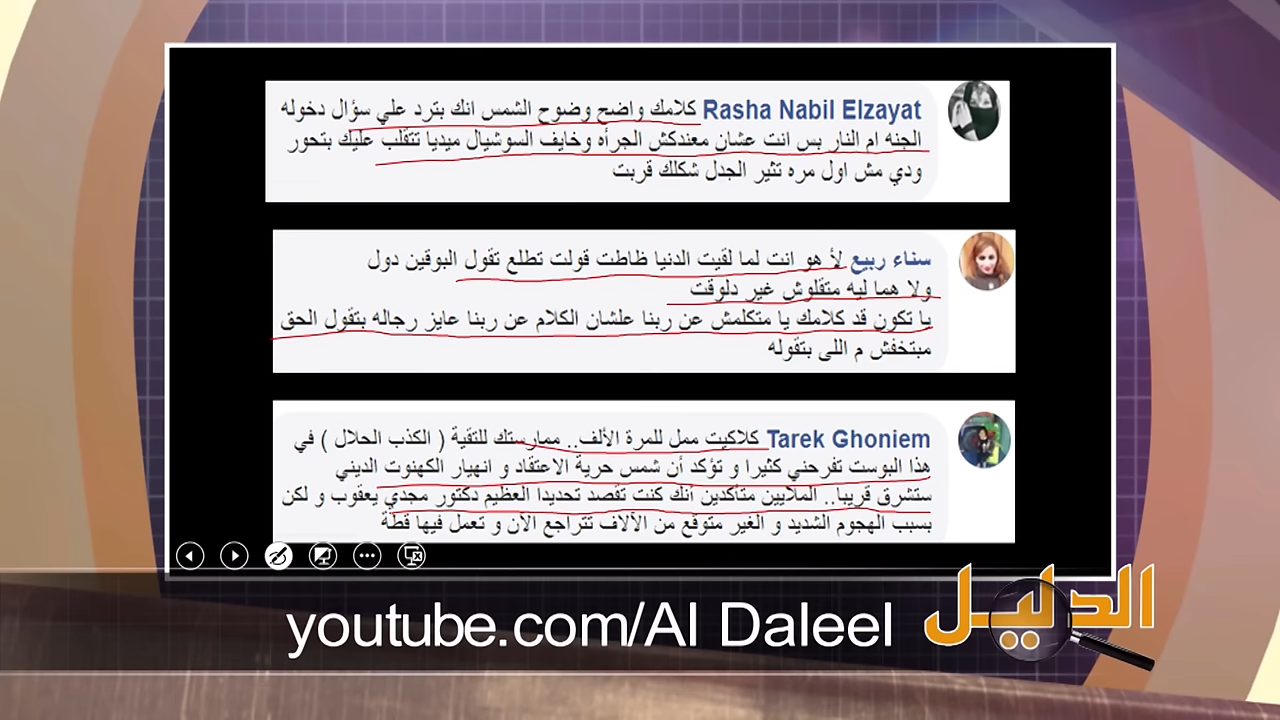 Rasha Nabil Elzayat كلامك واضح وضوح الشمس انك بترد علي سؤال دخوله
الجنه ام النار بس انت عشان معندكش الجرأه وخايف السوشيال ميديا تتقلب عليك بتحور
ودي مش اول مره تثير الجدل شكلك قربت
سناء ربيع لأ هو انت لما لقيت الدنيا ظاطت قولت تطلع تقول البوقين دول
ولا هما ليه متقلوش غير دلوقت
يا تكون قد كلامك يا متكلمش عن ربنا علشان الكلام عن ربنا عايز رجاله بتقول الحق
مبتخفش م اللى بتقوله
Tarek Ghoniem كلاكيت ممل للمرة الألف.. ممارستك للتقية ( الكذب الحلال ) في
هذا البوست تفرحني كثيرا و تؤكد أن شمس حرية الاعتقاد و انهيار الكهنوت الديني
ستشرق قريبا.. الملايين متأكدين أنك كنت تقصد تحديدا العظيم دكتور مجدي يعقوب و لكن
بسبب الهجوم الشديد و الغير متوقع من الآلاف تتراجع الآن و تعمل فيها قطة
youtube.com/Al Daleel
الدليل